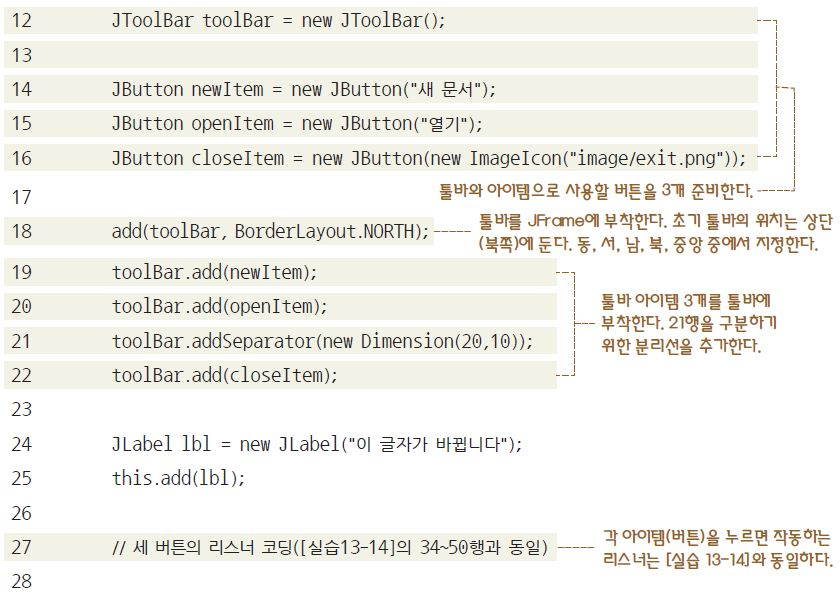 12 JToolBar toolBar = new JToolBar();
13
14 JButton newItem = new JButton("새 문서");
15 JButton openItem = new JButton("열기");
16 JButton closeItem = new JButton(new ImageIcon("image/exit.png"));
17
툴바와 아이템으로 사용할 버튼을 3개 준비한다.
18 add(toolBar, BorderLayout.NORTH);
툴바를 JFrame에 부착한다. 초기 툴바의 위치는 상단
(북쪽)에 둔다. 동, 서, 남, 북, 중앙 중에서 지정한다.
19 toolBar.add(newItem);
20 toolBar.add(openItem);
21 toolBar.addSeparator(new Dimension(20,10));
22 toolBar.add(closeItem);
툴바 아이템 3개를 툴바에
부착한다. 21행을 구분하기
위한 분리선을 추가한다.
23
24 JLabel lbl = new JLabel("이 글자가 바뀝니다");
25 this.add(lbl);
26
27 // 세 버튼의 리스너 코딩([실습13-14]의 34~50행과 동일)
각 아이템(버튼)을 누르면 작동하는
리스너는 [실습 13-14]와 동일하다.
28